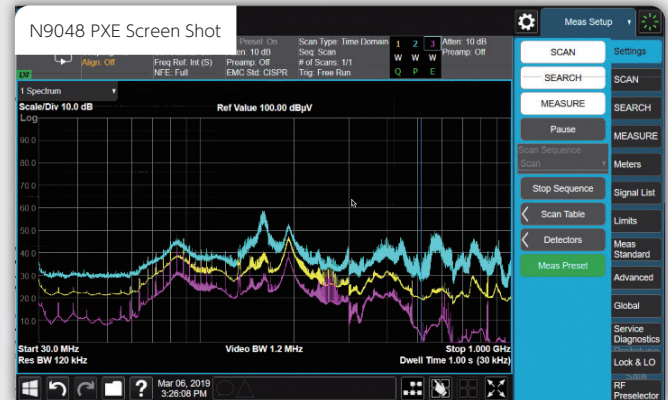 N9048 PXE Screen Shot
Meas Setup
Preset: On
Scan Type: Time Domain
1 2 3
Atten: 10 dB
Align: Off
Freq Ref: Int (S)
NFE: Full
Atten: 10 dB
Preamp: Off
EMC Std: CISPR
Seq: Scan
# of Scans: 1/1
Trig: Free Run
W W W
Q P E
Preamp: Off
LXI
1 Spectrum
Scale/Div 10.0 dB
Ref Value 100.00 dBµV
Log
90.0
80.0
70.0
60.0
50.0
40.0
30.0
20.0
10.0
Start 30.0 MHz
Video BW 1.2 MHz
Stop 1.000 GHz
Res BW 120 kHz
Dwell Time 1.00 s (30 kHz)
?
Mar 06, 2019
3:26:08 PM
SCAN
SEARCH
MEASURE
Pause
Scan Sequence
Scan
Stop Sequence
Scan Table
Detectors
Meas Preset
Settings
SCAN
SEARCH
MEASURE
Meters
Signal List
Limits
Meas
Standard
Advanced
Global
Service
Diagnostics
Lock & LO
RF
Preselector